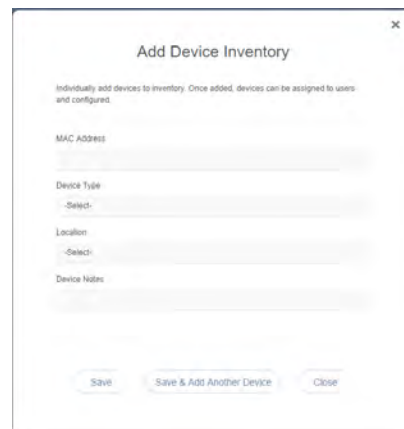 ×
Add Device Inventory
Individually add devices to inventory. Once added, devices can be assigned to users
and configured.
MAC Address
Device Type
-Select-
Location
-Select-
Device Notes
Save
Save & Add Another Device
Close